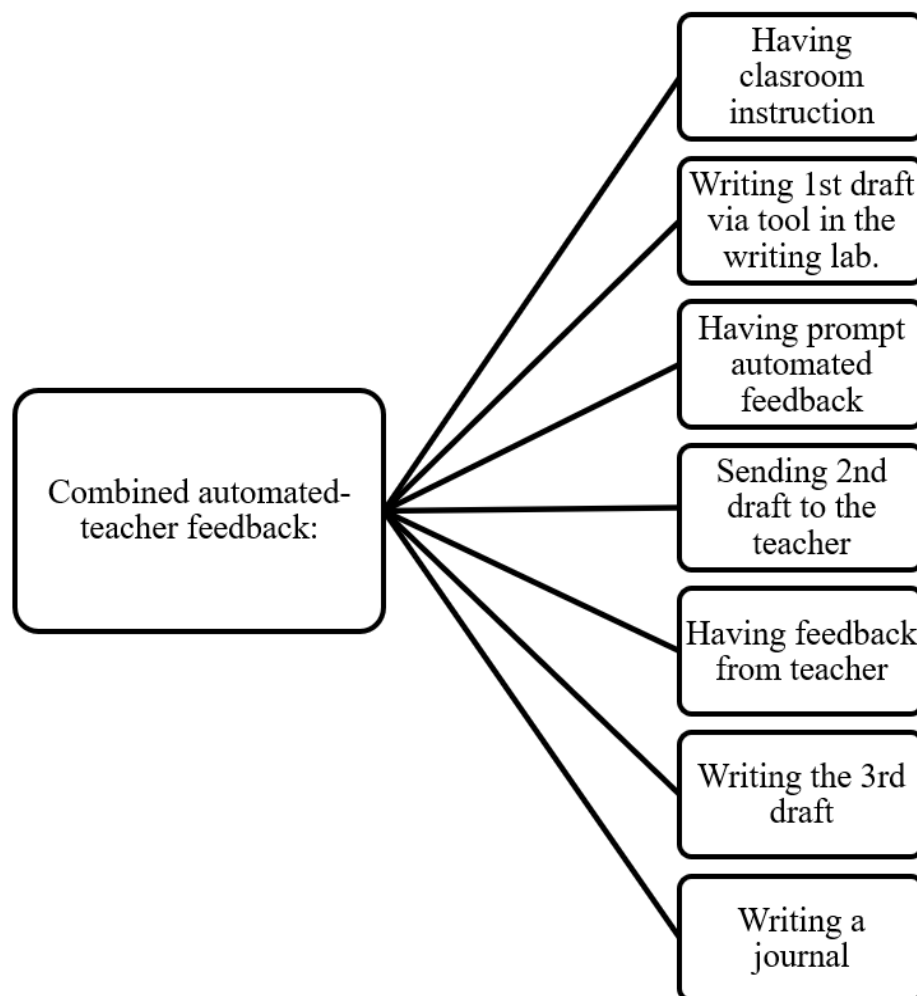 Combined automated-
teacher feedback:
Having
clasroom
instruction
Writing 1st draft
via tool in the
writing lab.
Having prompt
automated
feedback
Sending 2nd
draft to the
teacher
Having feedback
from teacher
Writing the 3rd
draft
Writing a
journal